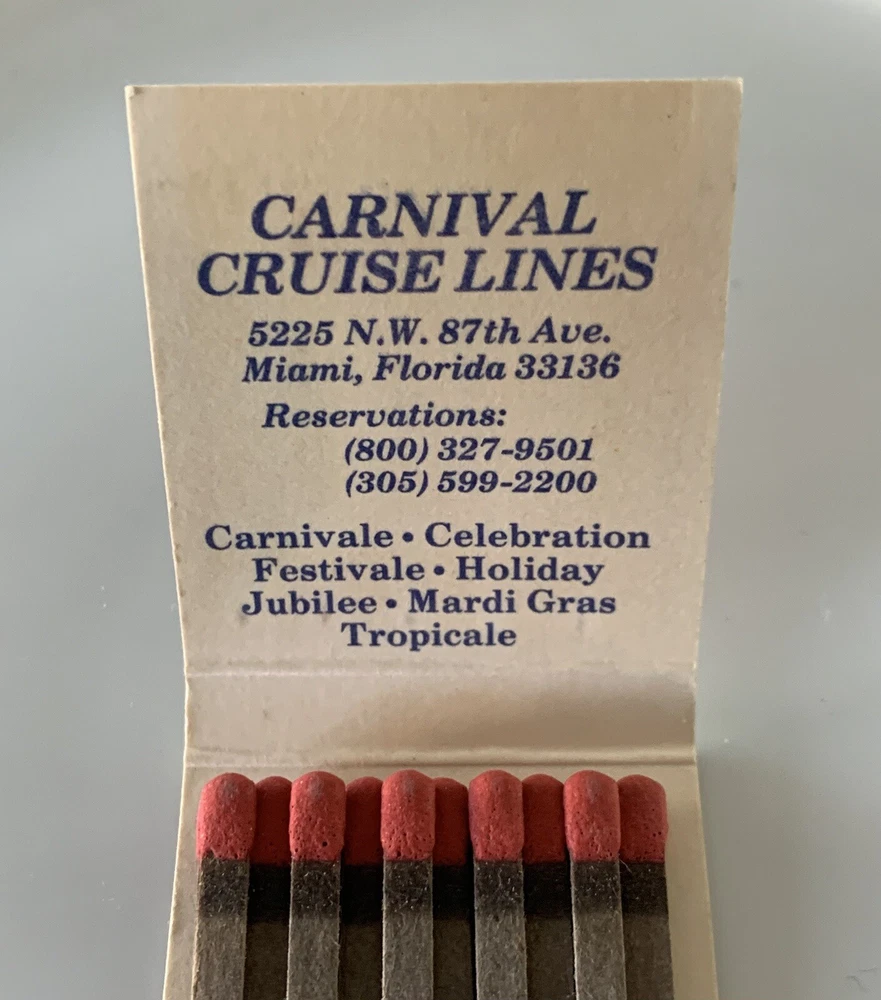 CARNIVAL
CRUISE LINES
5225 N.W. 87th Ave.
Miami, Florida 33136
Reservations:
(800) 327-9501
(305) 599-2200
Carnivale • Celebration
Festivale • Holiday
Jubilee • Mardi Gras
Tropicale